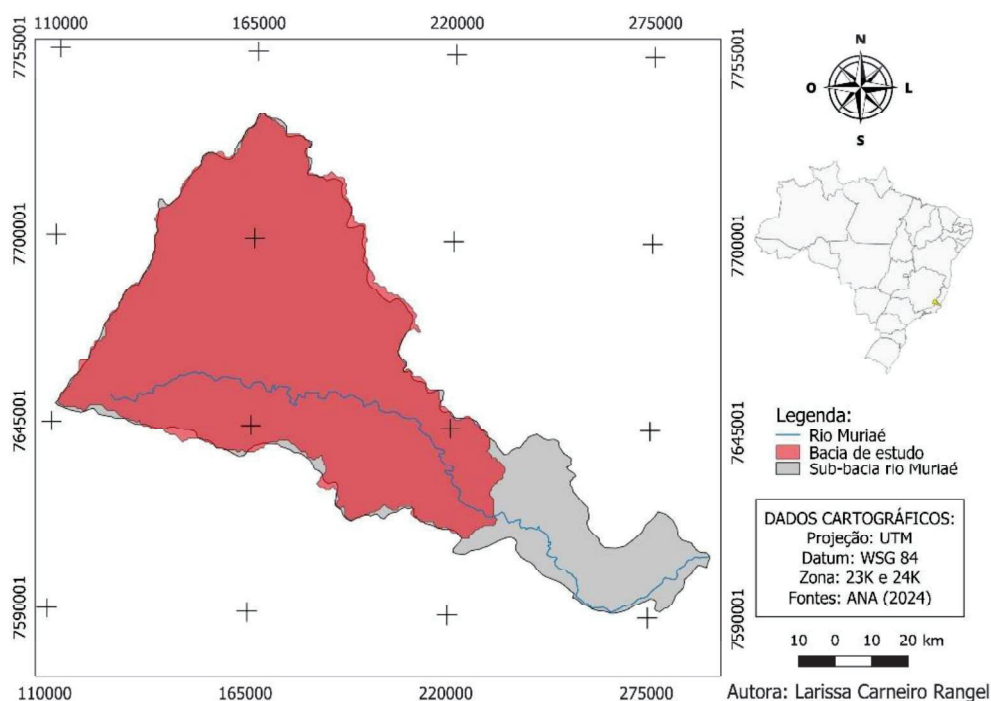 110000 165000 220000 275000
7755001
7700001
7645001
7590001
7755001
7700001
7645001
7590001
N
O L
S
Legenda:
Rio Muriaé
Bacia de estudo
Sub-bacia rio Muriaé
DADOS CARTOGRÁFICOS:
Projeção: UTM
Datum: WSG 84
Zona: 23K e 24K
Fontes: ANA (2024)
10 0 10 20 km
110000 165000 220000 275000
Autora: Larissa Carneiro Rangel